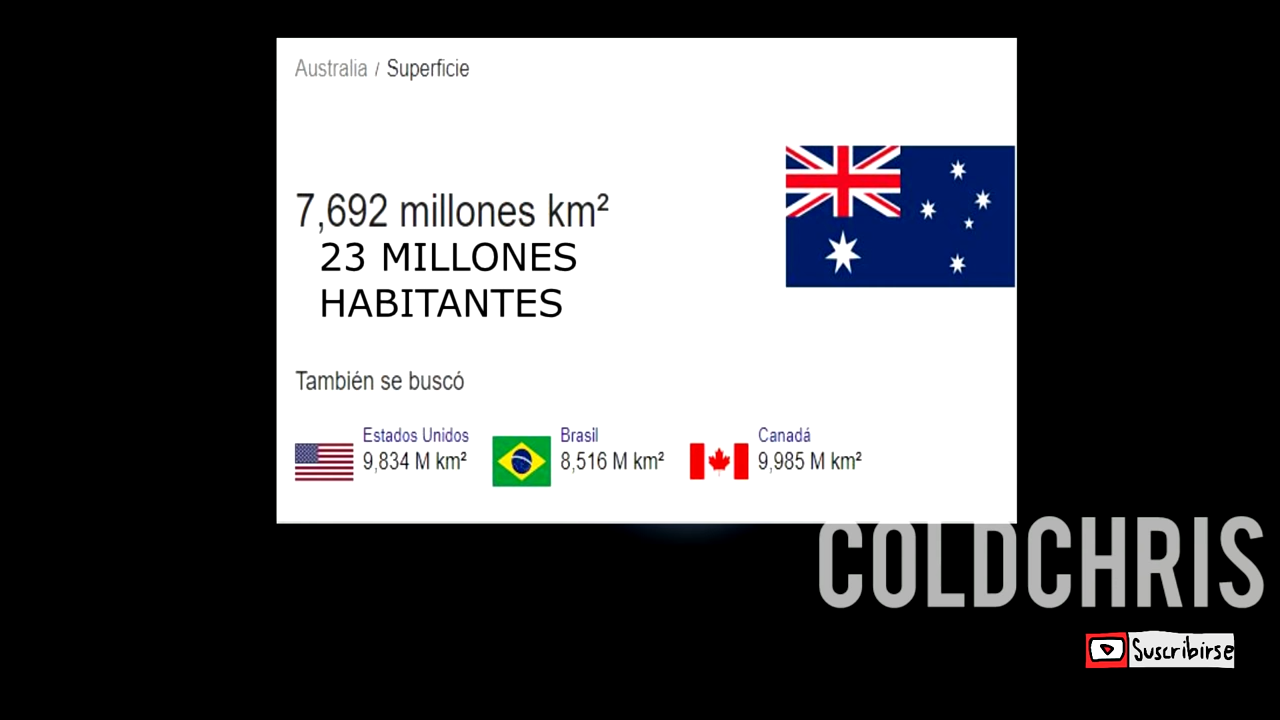 Australia / Superficie
7,692 millones km²
23 MILLONES
HABITANTES
También se buscó
Estados Unidos
9,834 M km²
Brasil
8,516 M km²
Canadá
9,985 M km²
COLDCHRIS
Suscribirse